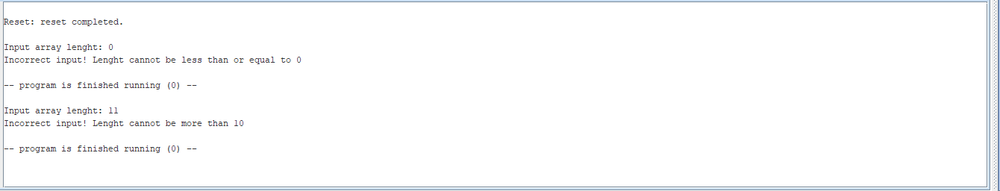 Reset: reset completed.
Input array lenght: 0
Incorrect input! Lenght cannot be less than or equal to 0
-- program is finished running (0) --
Input array lenght: 11
Incorrect input! Lenght cannot be more than 10
-- program is finished running (0) --